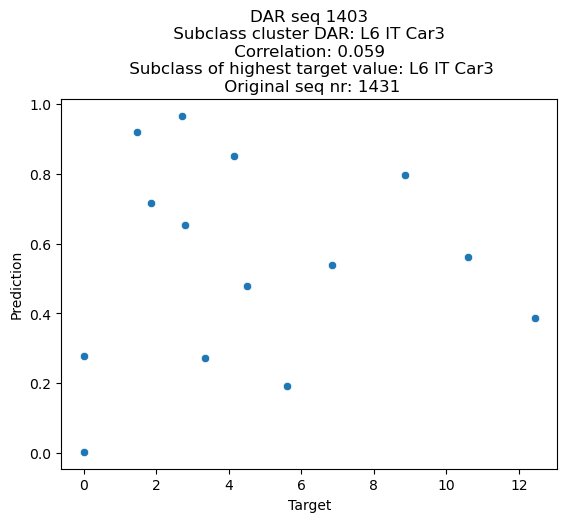 DAR seq 1403
Subclass cluster DAR: L6 IT Car3
Correlation: 0.059
Subclass of highest target value: L6 IT Car3
Original seq nr: 1431
1.0
0.8
0.6
0.4
0.2
0.0
Prediction
0 2 4 6 8 10 12
Target